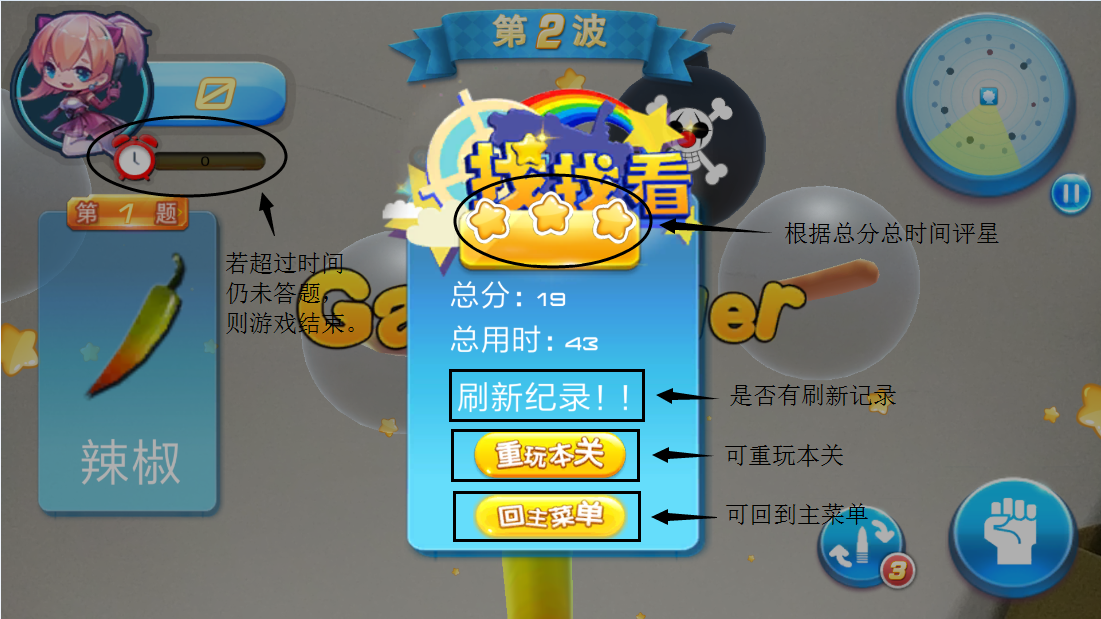 第2波
0
0
第1题
辣椒
若超过时间
仍未答题，
则游戏结束。
找找看
根据总分总时间评星
总分：19
总用时：43
刷新纪录！！
是否有刷新记录
重玩本关
可重玩本关
回主菜单
可回到主菜单
3